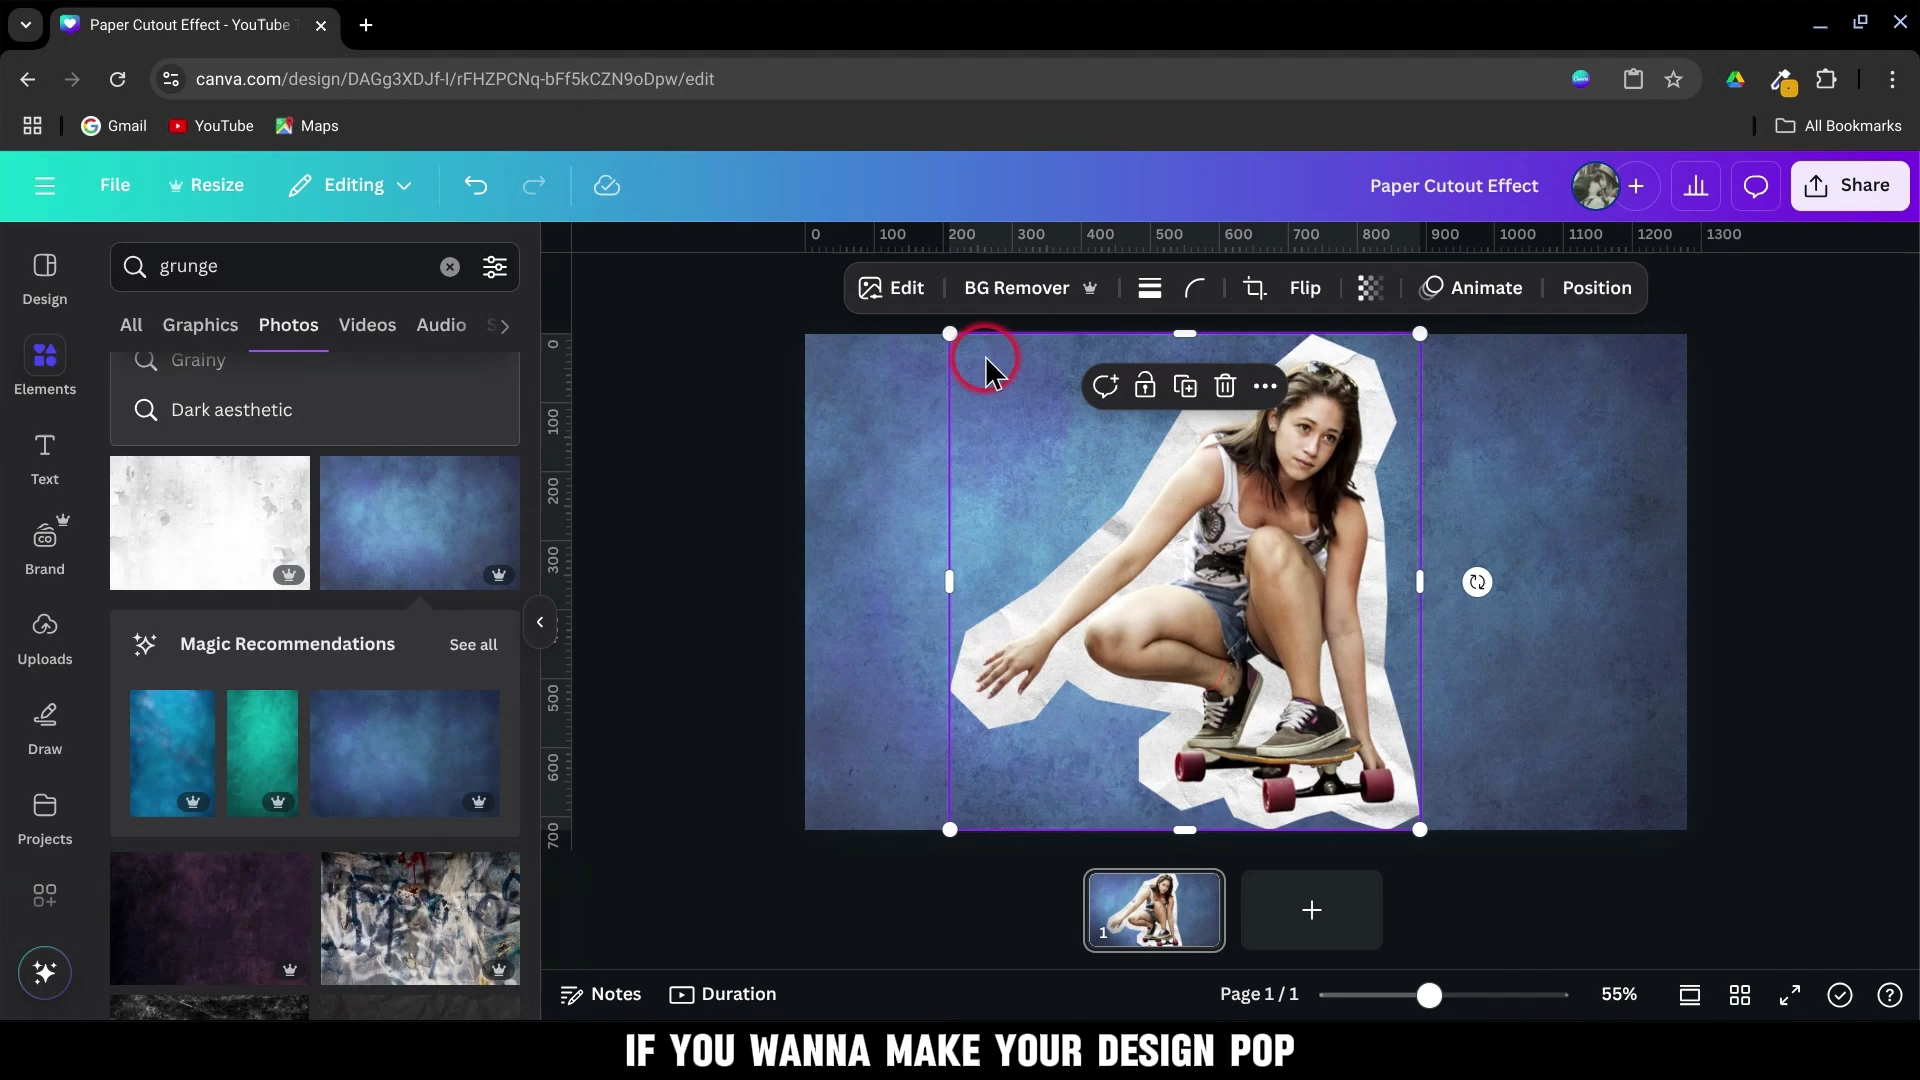 Paper Cutout Effect - YouTube
canva.com/design/DAGg3XDJf-I/rFHZPCNq-bFf5kCZN9oDpw/edit
Gmail
YouTube
Maps
All Bookmarks
File
Resize
Editing
Paper Cutout Effect
Share
0 100 200 300 400 500 600 700 800 900 1000 1100 1200 1300
Design
Elements
Text
Brand
Uploads
Draw
Projects
grunge
All Graphics Photos Videos Audio
Grainy
Dark aesthetic
Magic Recommendations See all
Edit BG Remover Flip Animate Position
0
100
200
300
500
600
700
1
Notes Duration Page 1 / 1 55%
IF YOU WANNA MAKE YOUR DESIGN POP